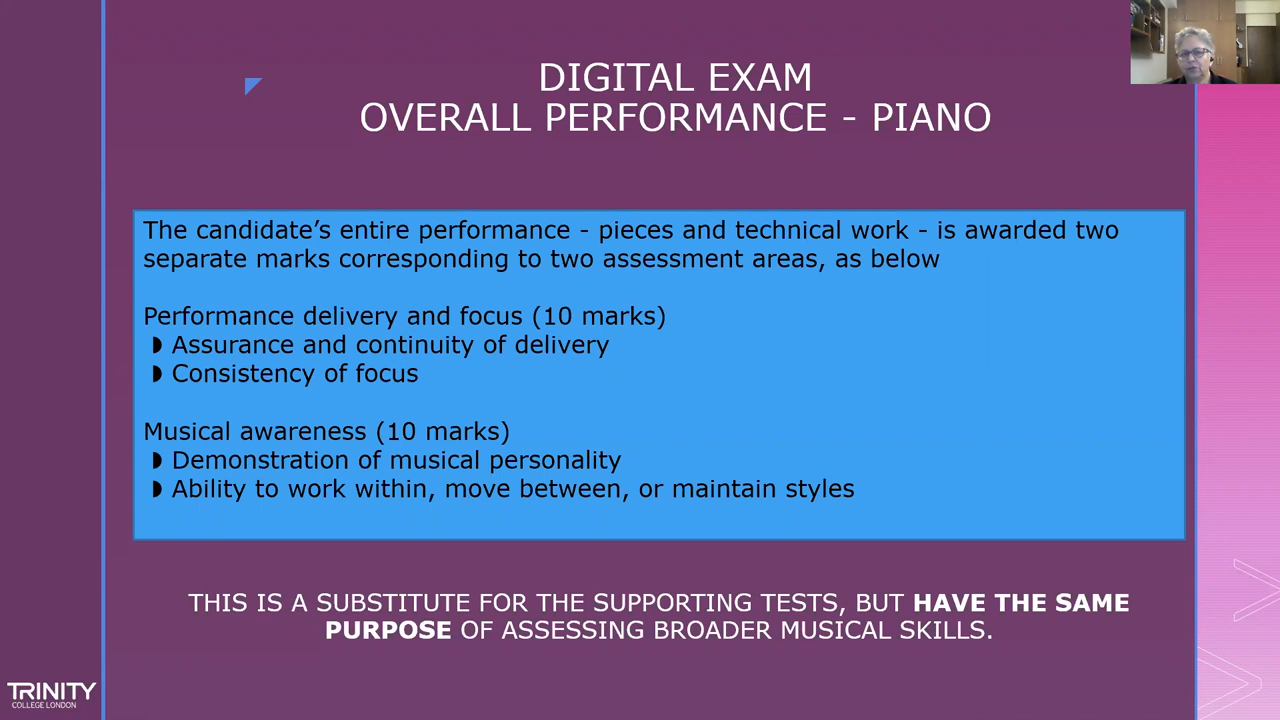 DIGITAL EXAM
OVERALL PERFORMANCE - PIANO
The candidate’s entire performance - pieces and technical work - is awarded two
separate marks corresponding to two assessment areas, as below
Performance delivery and focus (10 marks)
◗ Assurance and continuity of delivery
◗ Consistency of focus
Musical awareness (10 marks)
◗ Demonstration of musical personality
◗ Ability to work within, move between, or maintain styles
THIS IS A SUBSTITUTE FOR THE SUPPORTING TESTS, BUT HAVE THE SAME
PURPOSE OF ASSESSING BROADER MUSICAL SKILLS.
TRINITY
COLLEGE LONDON